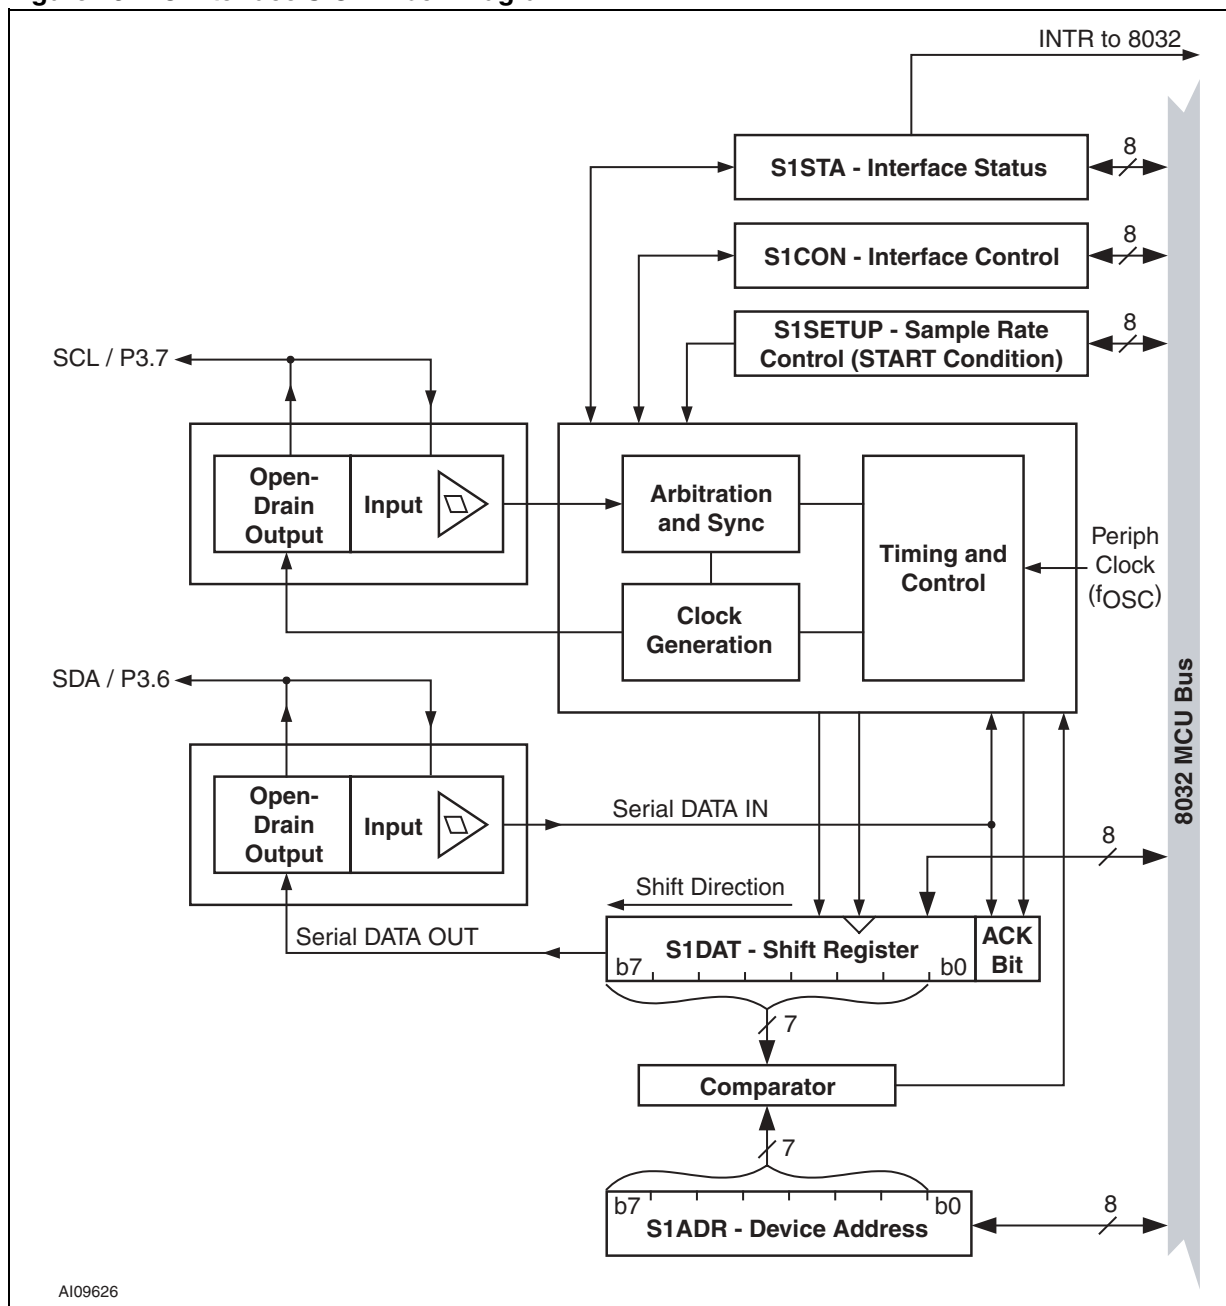 INTR to 8032
S1STA - Interface Status
8
S1CON - Interface Control
8
S1SETUP - Sample Rate
Control (START Condition)
8
SCL / P3.7
Open-
Drain
Output
Input
Arbitration
and Sync
Timing and
Control
Periph
Clock
(fOSC)
Clock
Generation
SDA / P3.6
8032 MCU Bus
Open-
Drain
Output
Input
Serial DATA IN
8
Shift Direction
Serial DATA OUT
S1DAT - Shift Register
b7
b0
ACK
Bit
7
Comparator
7
b7
b0
S1ADR - Device Address
8
AI09626